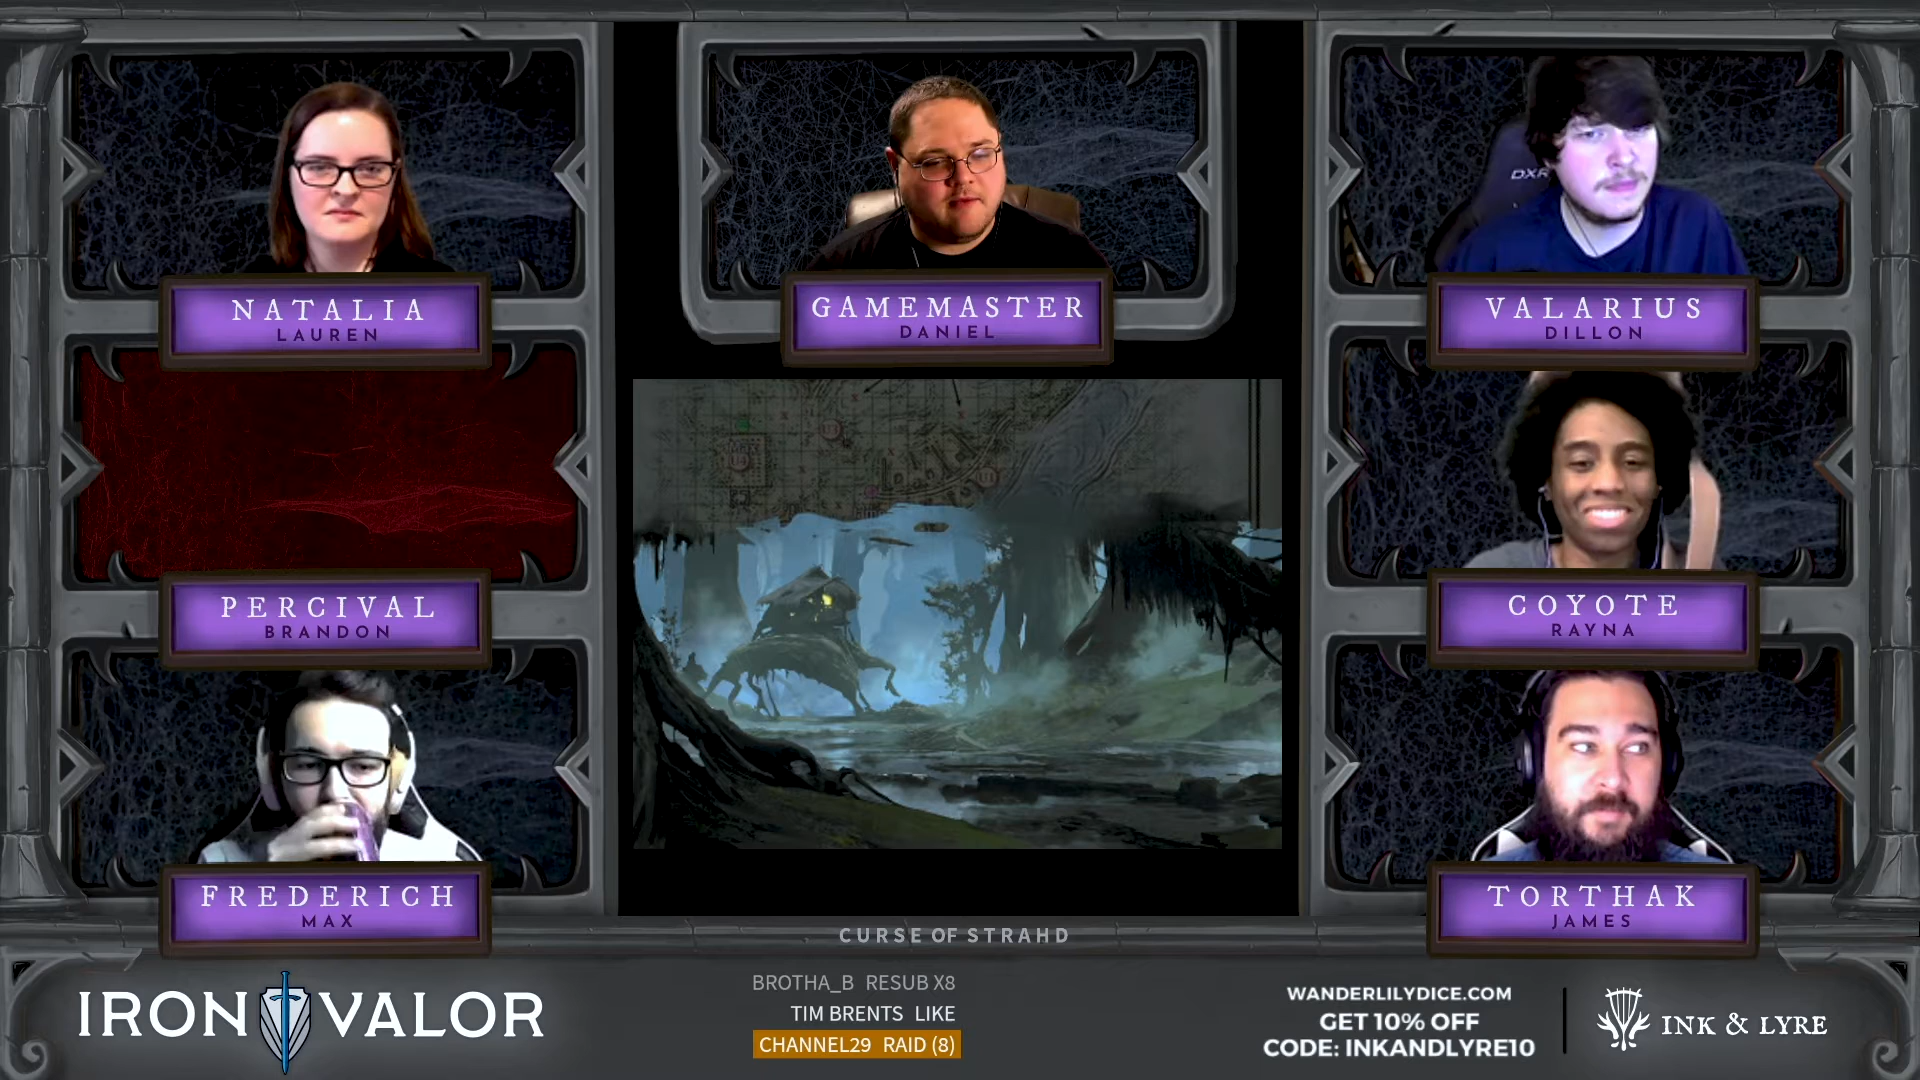 NATALIA
LAUREN
GAMEMASTER
DANIEL
VALARIUS
DILLON
DXR
PERCIVAL
BRANDON
COYOTE
RAYNA
FREDERICH
MAX
TORTHAK
JAMES
CURSE OF STRAHD
IRON VALOR
BROTHA_B RESUB X8
TIM BRENTS LIKE
CHANNEL29 RAID (8)
WANDERLILYDICE.COM
GET 10% OFF
CODE: INKANDLYRE10
INK & LYRE